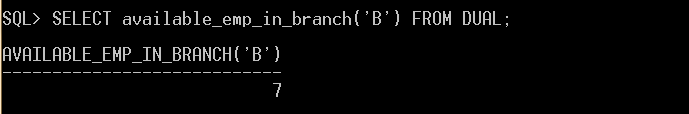 SQL> SELECT available_emp_in_branch('B') FROM DUAL;
AVAILABLE_EMP_IN_BRANCH('B')
----------------------------
7